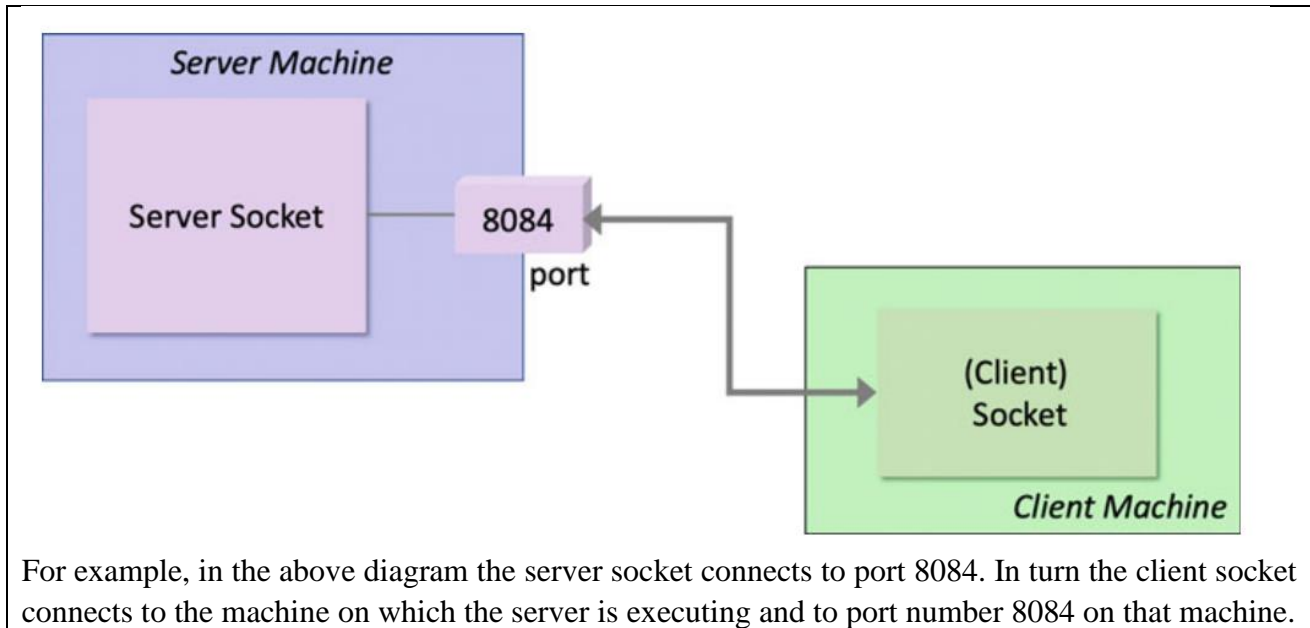 Server Machine
Server Socket
8084
port
(Client)
Socket
Client Machine
For example, in the above diagram the server socket connects to port 8084. In turn the client socket
connects to the machine on which the server is executing and to port number 8084 on that machine.